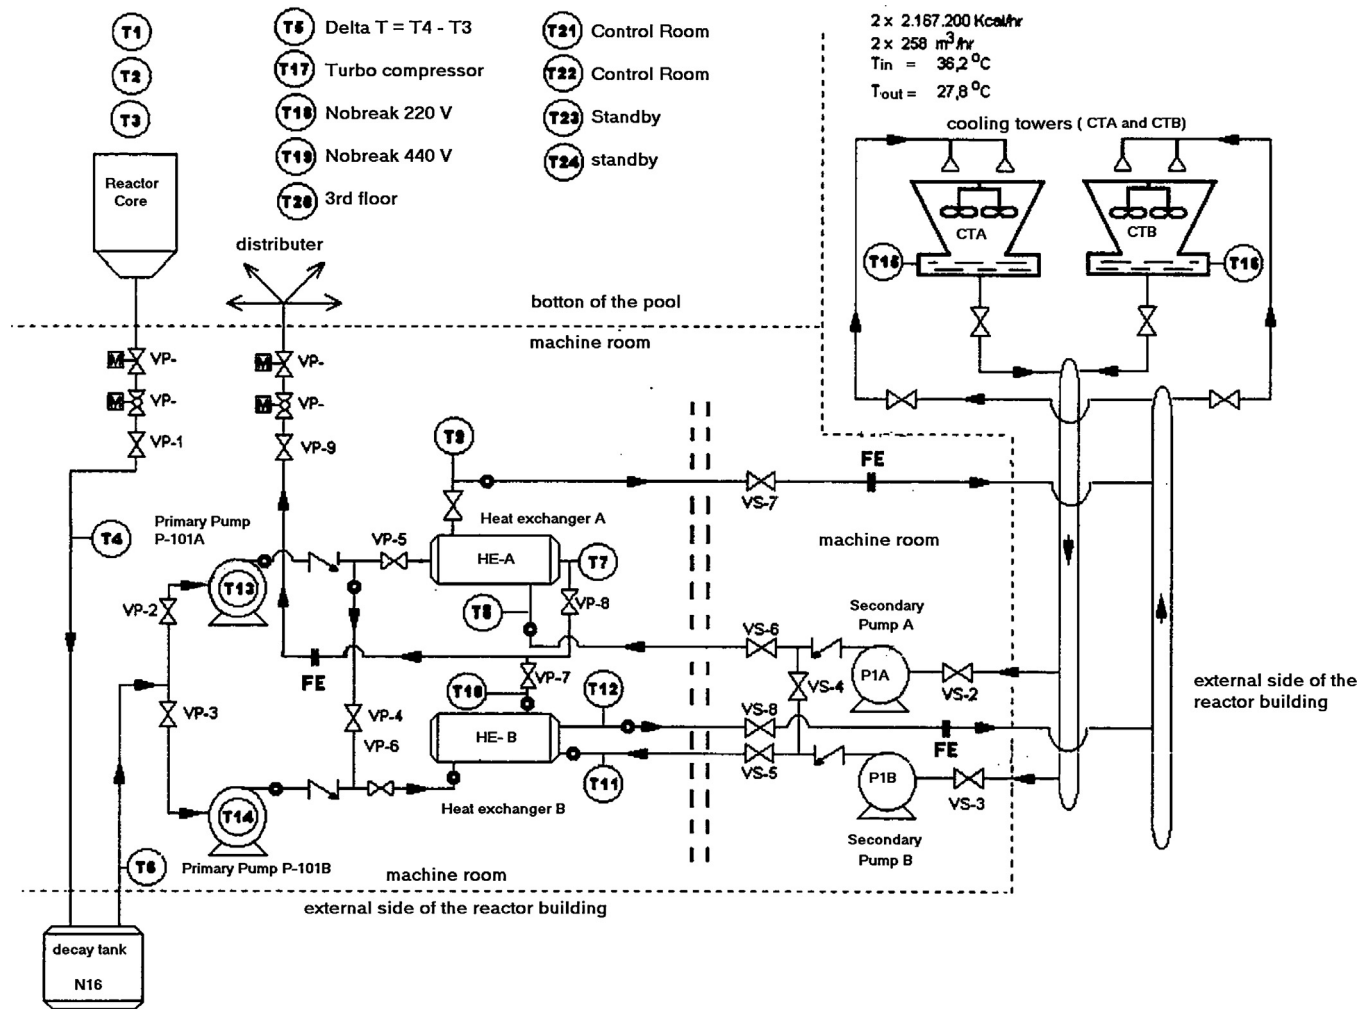 T1
T2
T3
T5 Delta T = T4 - T3
T17 Turbo compressor
T18 Nobreak 220 V
T19 Nobreak 440 V
T20 3rd floor
T21 Control Room
T22 Control Room
T23 Standby
T24 standby
2 x 2.167.200 Kcal/hr
2 x 258 m³/hr
Tin = 36,2 °C
Tout = 27,8 °C
cooling towers ( CTA and CTB)
Reactor
Core
distributer
CTA
CTB
T15
T16
botton of the pool
machine room
M VP-
M VP-
M VP-
M VP-
VP-1
VP-9
T9
FE
VS-7
Heat exchanger A
Primary Pump
P-101A
T4
VP-5
HE-A
T7
machine room
T13
VP-2
VP-8
T8
Secondary
Pump A
VS-6
FE
VP-7
P1A
VS-4
VS-2
external side of the
reactor building
T10
T12
VP-3
VP-4
VP-6
HE- B
VS-8
FE
VS-5
T11
P1B
VS-3
T14
Heat exchanger B
Secondary
Pump B
T6
Primary Pump P-101B
machine room
external side of the reactor building
decay tank
N16